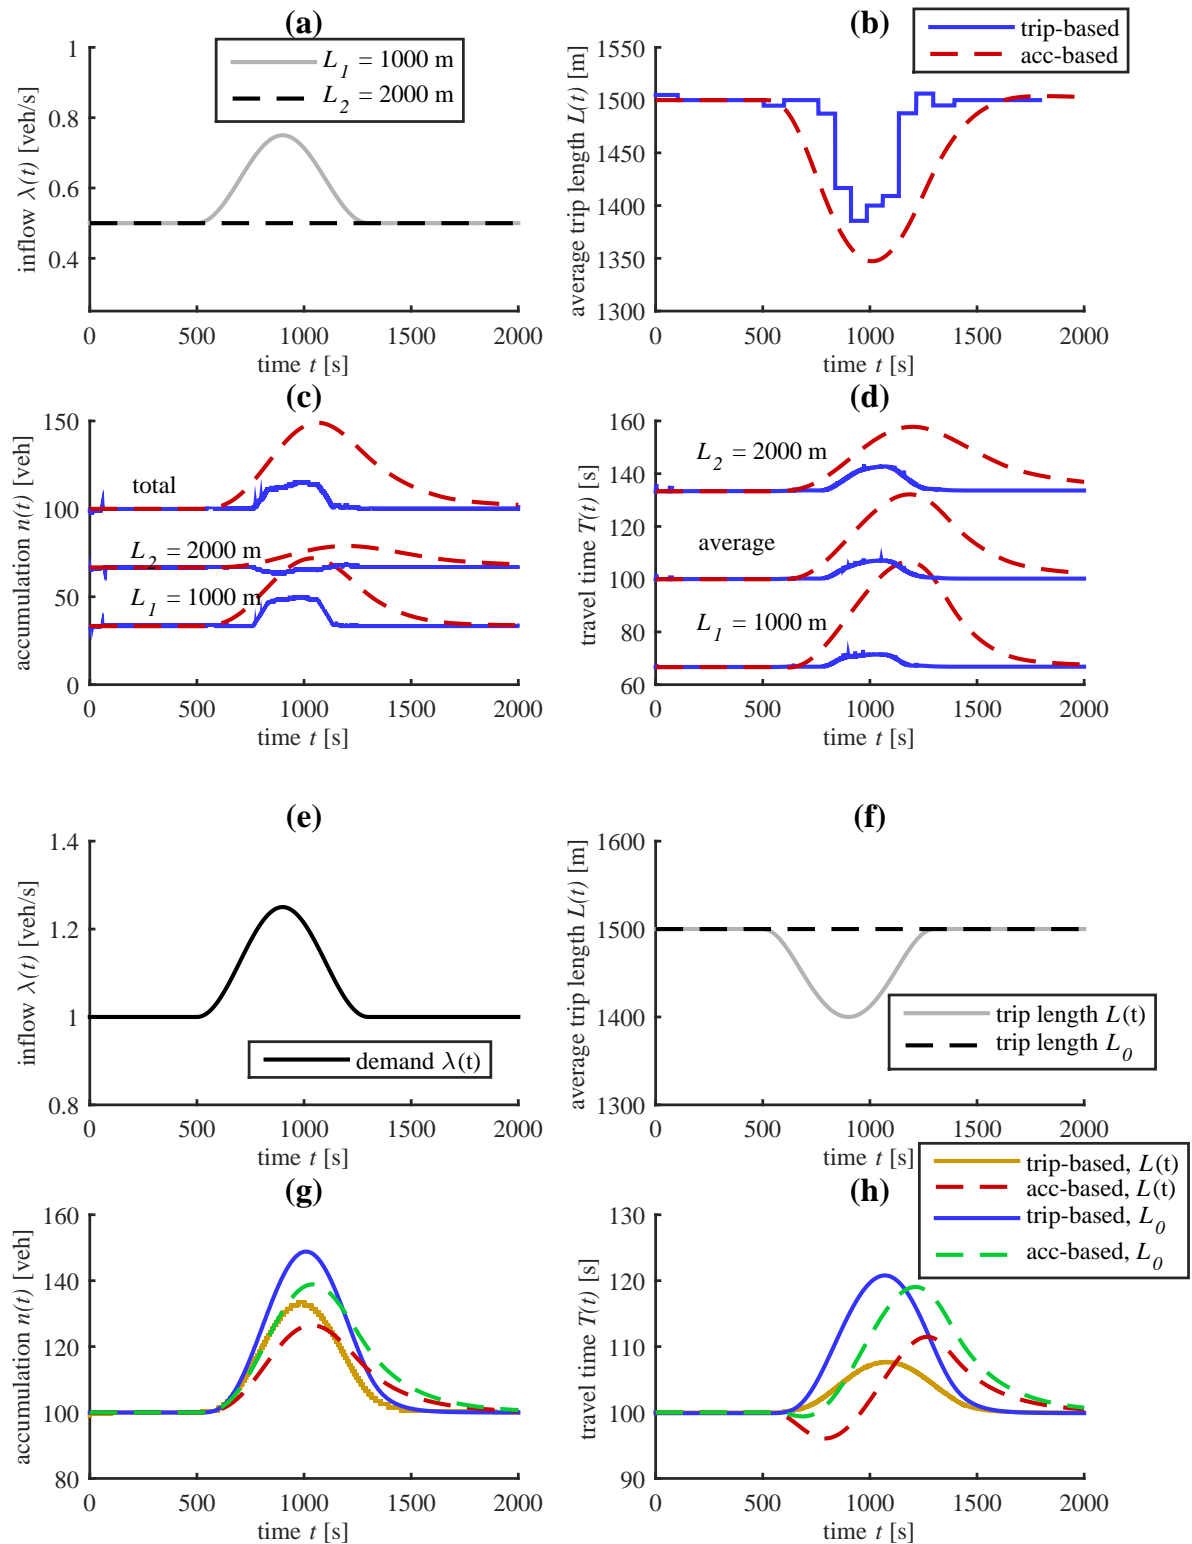 (a)
L1 = 1000 m
L2 = 2000 m
1
0.8
0.6
0.4
inflow λ(t) [veh/s]
0 500 1000 1500 2000
time t [s]
(b)
trip-based
acc-based
1550
1500
1450
1400
1350
1300
average trip length L(t) [m]
0 500 1000 1500 2000
time t [s]
(c)
150
100
50
0
accumulation n(t) [veh]
total
L2 = 2000 m
L1 = 1000 m
0 500 1000 1500 2000
time t [s]
(d)
160
140
120
100
80
60
travel time T(t) [s]
L2 = 2000 m
average
L1 = 1000 m
0 500 1000 1500 2000
time t [s]
(e)
1.4
1.2
1
0.8
inflow λ(t) [veh/s]
demand λ(t)
0 500 1000 1500 2000
time t [s]
(f)
1600
1500
1400
1300
average trip length L(t) [m]
trip length L(t)
trip length L0
0 500 1000 1500 2000
time t [s]
(g)
160
140
120
100
80
accumulation n(t) [veh]
0 500 1000 1500 2000
time t [s]
(h)
trip-based, L(t)
acc-based, L(t)
trip-based, L0
acc-based, L0
130
120
110
100
90
travel time T(t) [s]
0 500 1000 1500 2000
time t [s]